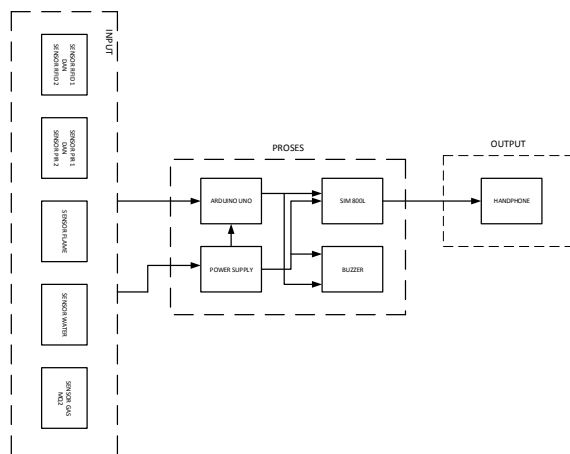 INPUT
SENSOR RFID 1
DAN
SENSOR RFID 2
SENSOR PIR 1
DAN
SENSOR PIR 2
SENSOR FLAME
SENSOR WATER
SENSOR GAS
MQ2
PROSES
ARDUINO UNO
SIM 800L
POWER SUPPLY
BUZZER
OUTPUT
HANDPHONE